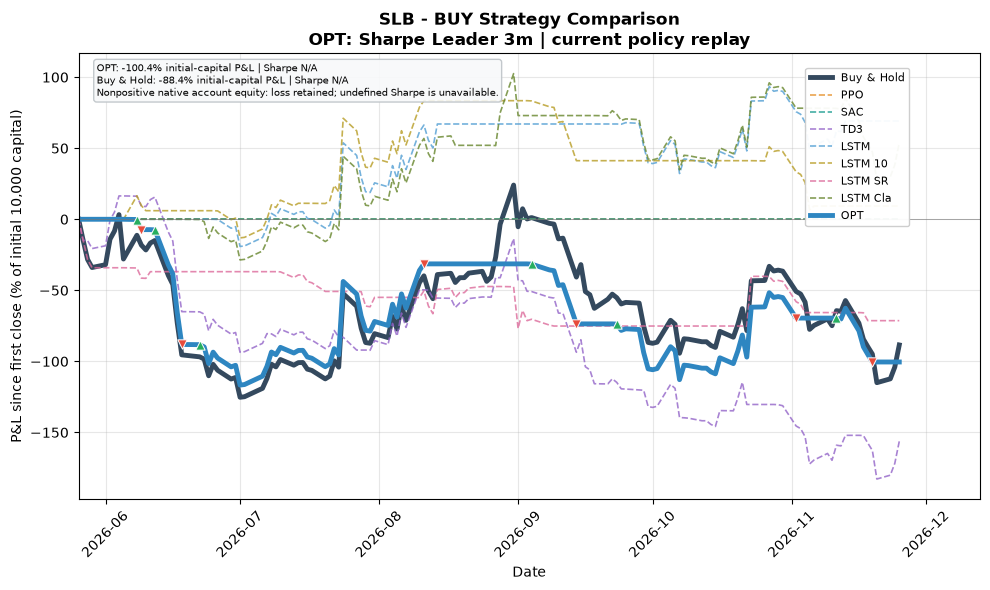 SLB - BUY Strategy Comparison
OPT: Sharpe Leader 3m | current policy replay
OPT: -100.4% initial-capital P&L | Sharpe N/A
Buy & Hold: -88.4% initial-capital P&L | Sharpe N/A
Nonpositive native account equity: loss retained; undefined Sharpe is unavailable.
Buy & Hold
PPO
SAC
TD3
LSTM
LSTM 10
LSTM SR
LSTM Cla
OPT
P&L since first close (% of initial 10,000 capital)
100
50
0
−50
−100
−150
2026-06
2026-07
2026-08
2026-09
2026-10
2026-11
2026-12
Date